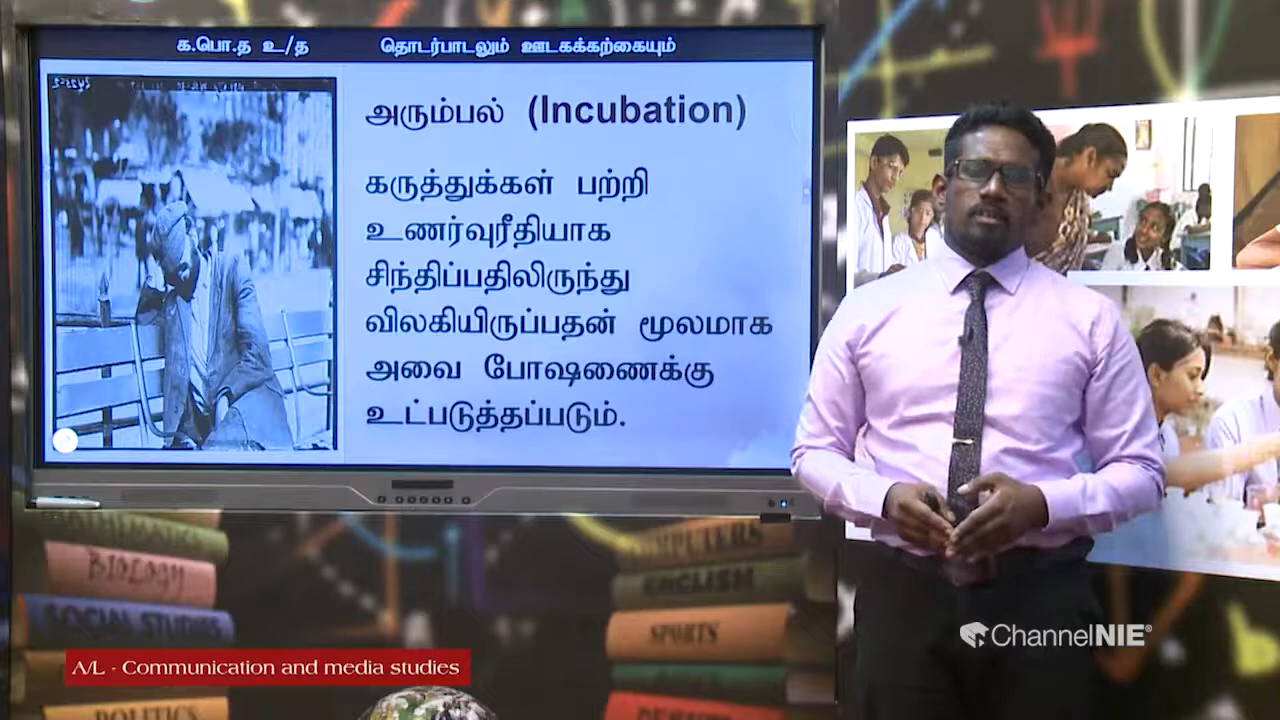 க.பொ.த உ/த தொடர்பாடலும் ஊடகக்கற்கையும்
அரும்பல் (Incubation)
கருத்துக்கள் பற்றி
உணர்வுரீதியாக
சிந்திப்பதிலிருந்து
விலகியிருப்பதன் மூலமாக
அவை போஷணைக்கு
உட்படுத்தப்படும்.
MATHEMATICS
BIOLOGY
SOCIAL STUDIES
POLITICS
COMPUTERS
ENGLISH
SPORTS
ChannelNIE®
A/L - Communication and media studies